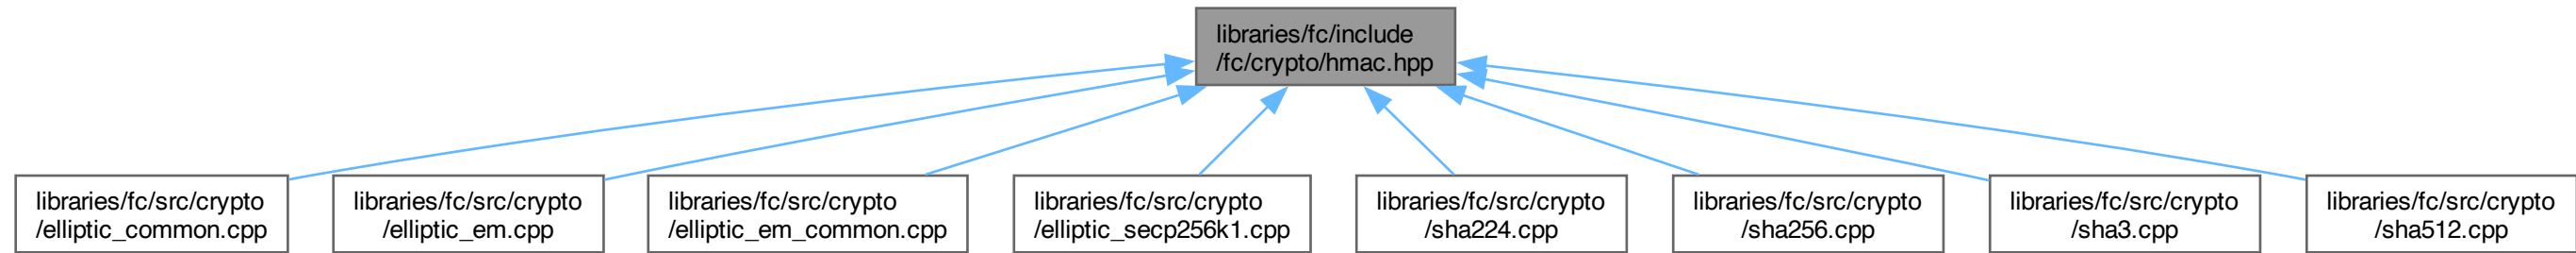 libraries/fc/include
/fc/crypto/hmac.hpp
libraries/fc/src/crypto
/elliptic_common.cpp
libraries/fc/src/crypto
/elliptic_em.cpp
libraries/fc/src/crypto
/elliptic_em_common.cpp
libraries/fc/src/crypto
/elliptic_secp256k1.cpp
libraries/fc/src/crypto
/sha224.cpp
libraries/fc/src/crypto
/sha256.cpp
libraries/fc/src/crypto
/sha3.cpp
libraries/fc/src/crypto
/sha512.cpp